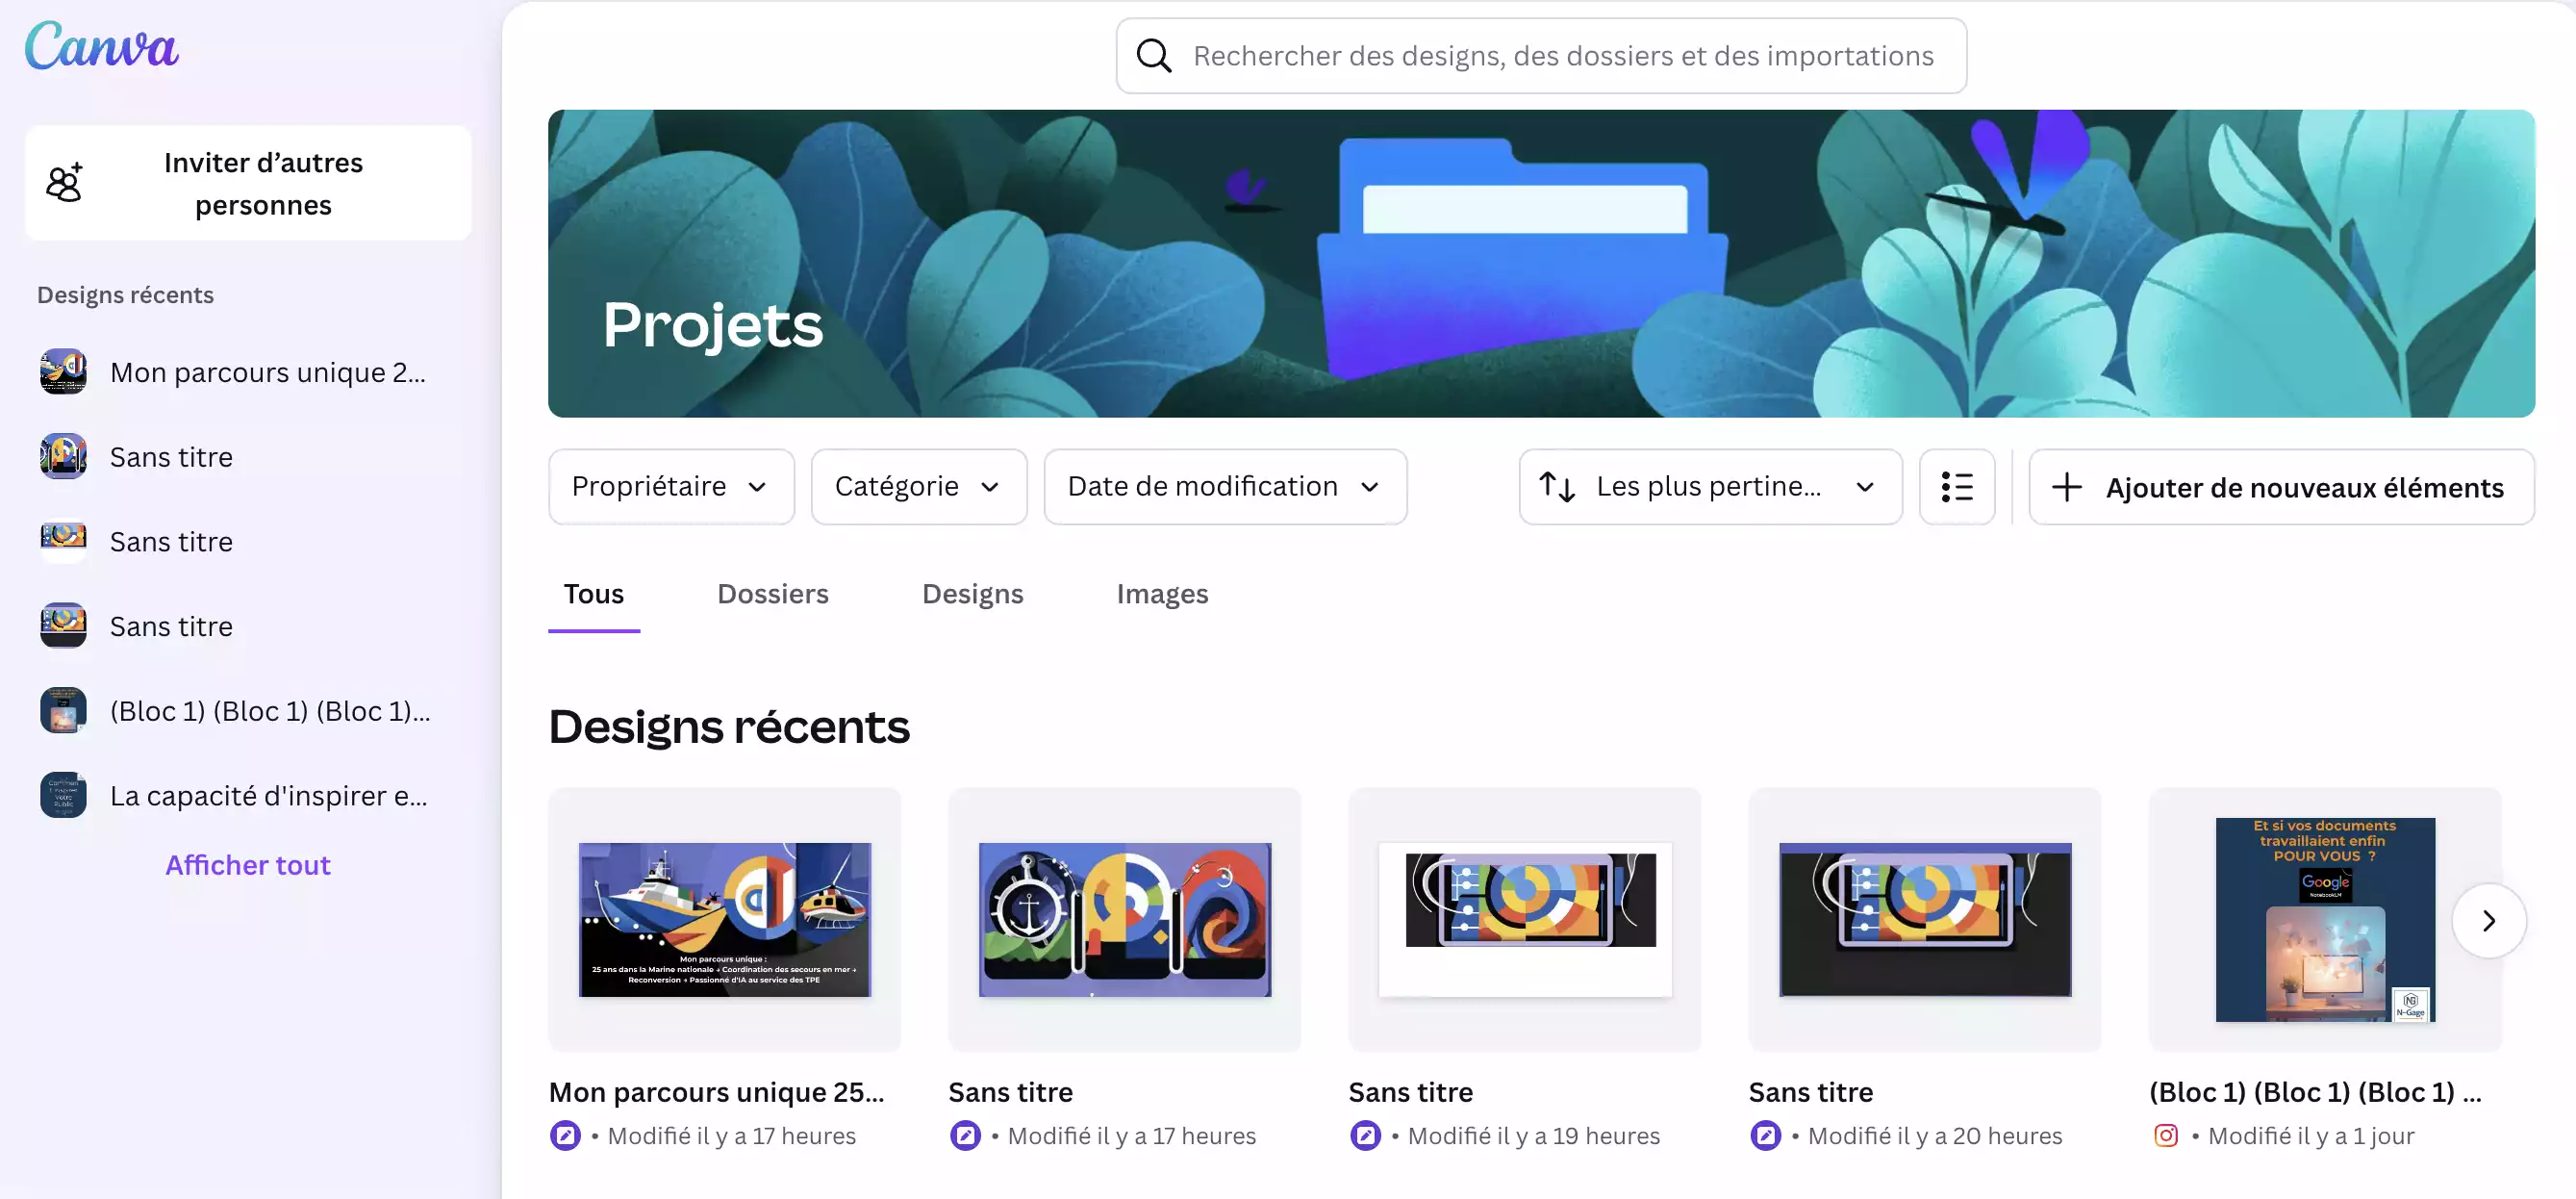 Canva
Rechercher des designs, des dossiers et des importations
Inviter d’autres
personnes
Designs récents
Mon parcours unique 2...
Sans titre
Sans titre
Sans titre
(Bloc 1) (Bloc 1) (Bloc 1)...
La capacité d'inspirer e...
Afficher tout
Projets
Propriétaire
Catégorie
Date de modification
Les plus pertine...
Ajouter de nouveaux éléments
Tous
Dossiers
Designs
Images
Designs récents
Mon parcours unique :
25 ans dans la Marine nationale + Coordination des secours en mer +
Reconversion + Passionné d'IA au service des TPE
Et si vos documents
travaillaient enfin
POUR VOUS ?
Google
NotebookLM
NG
N-Gage
Mon parcours unique 25...
• Modifié il y a 17 heures
Sans titre
• Modifié il y a 17 heures
Sans titre
• Modifié il y a 19 heures
Sans titre
• Modifié il y a 20 heures
(Bloc 1) (Bloc 1) (Bloc 1) ...
• Modifié il y a 1 jour